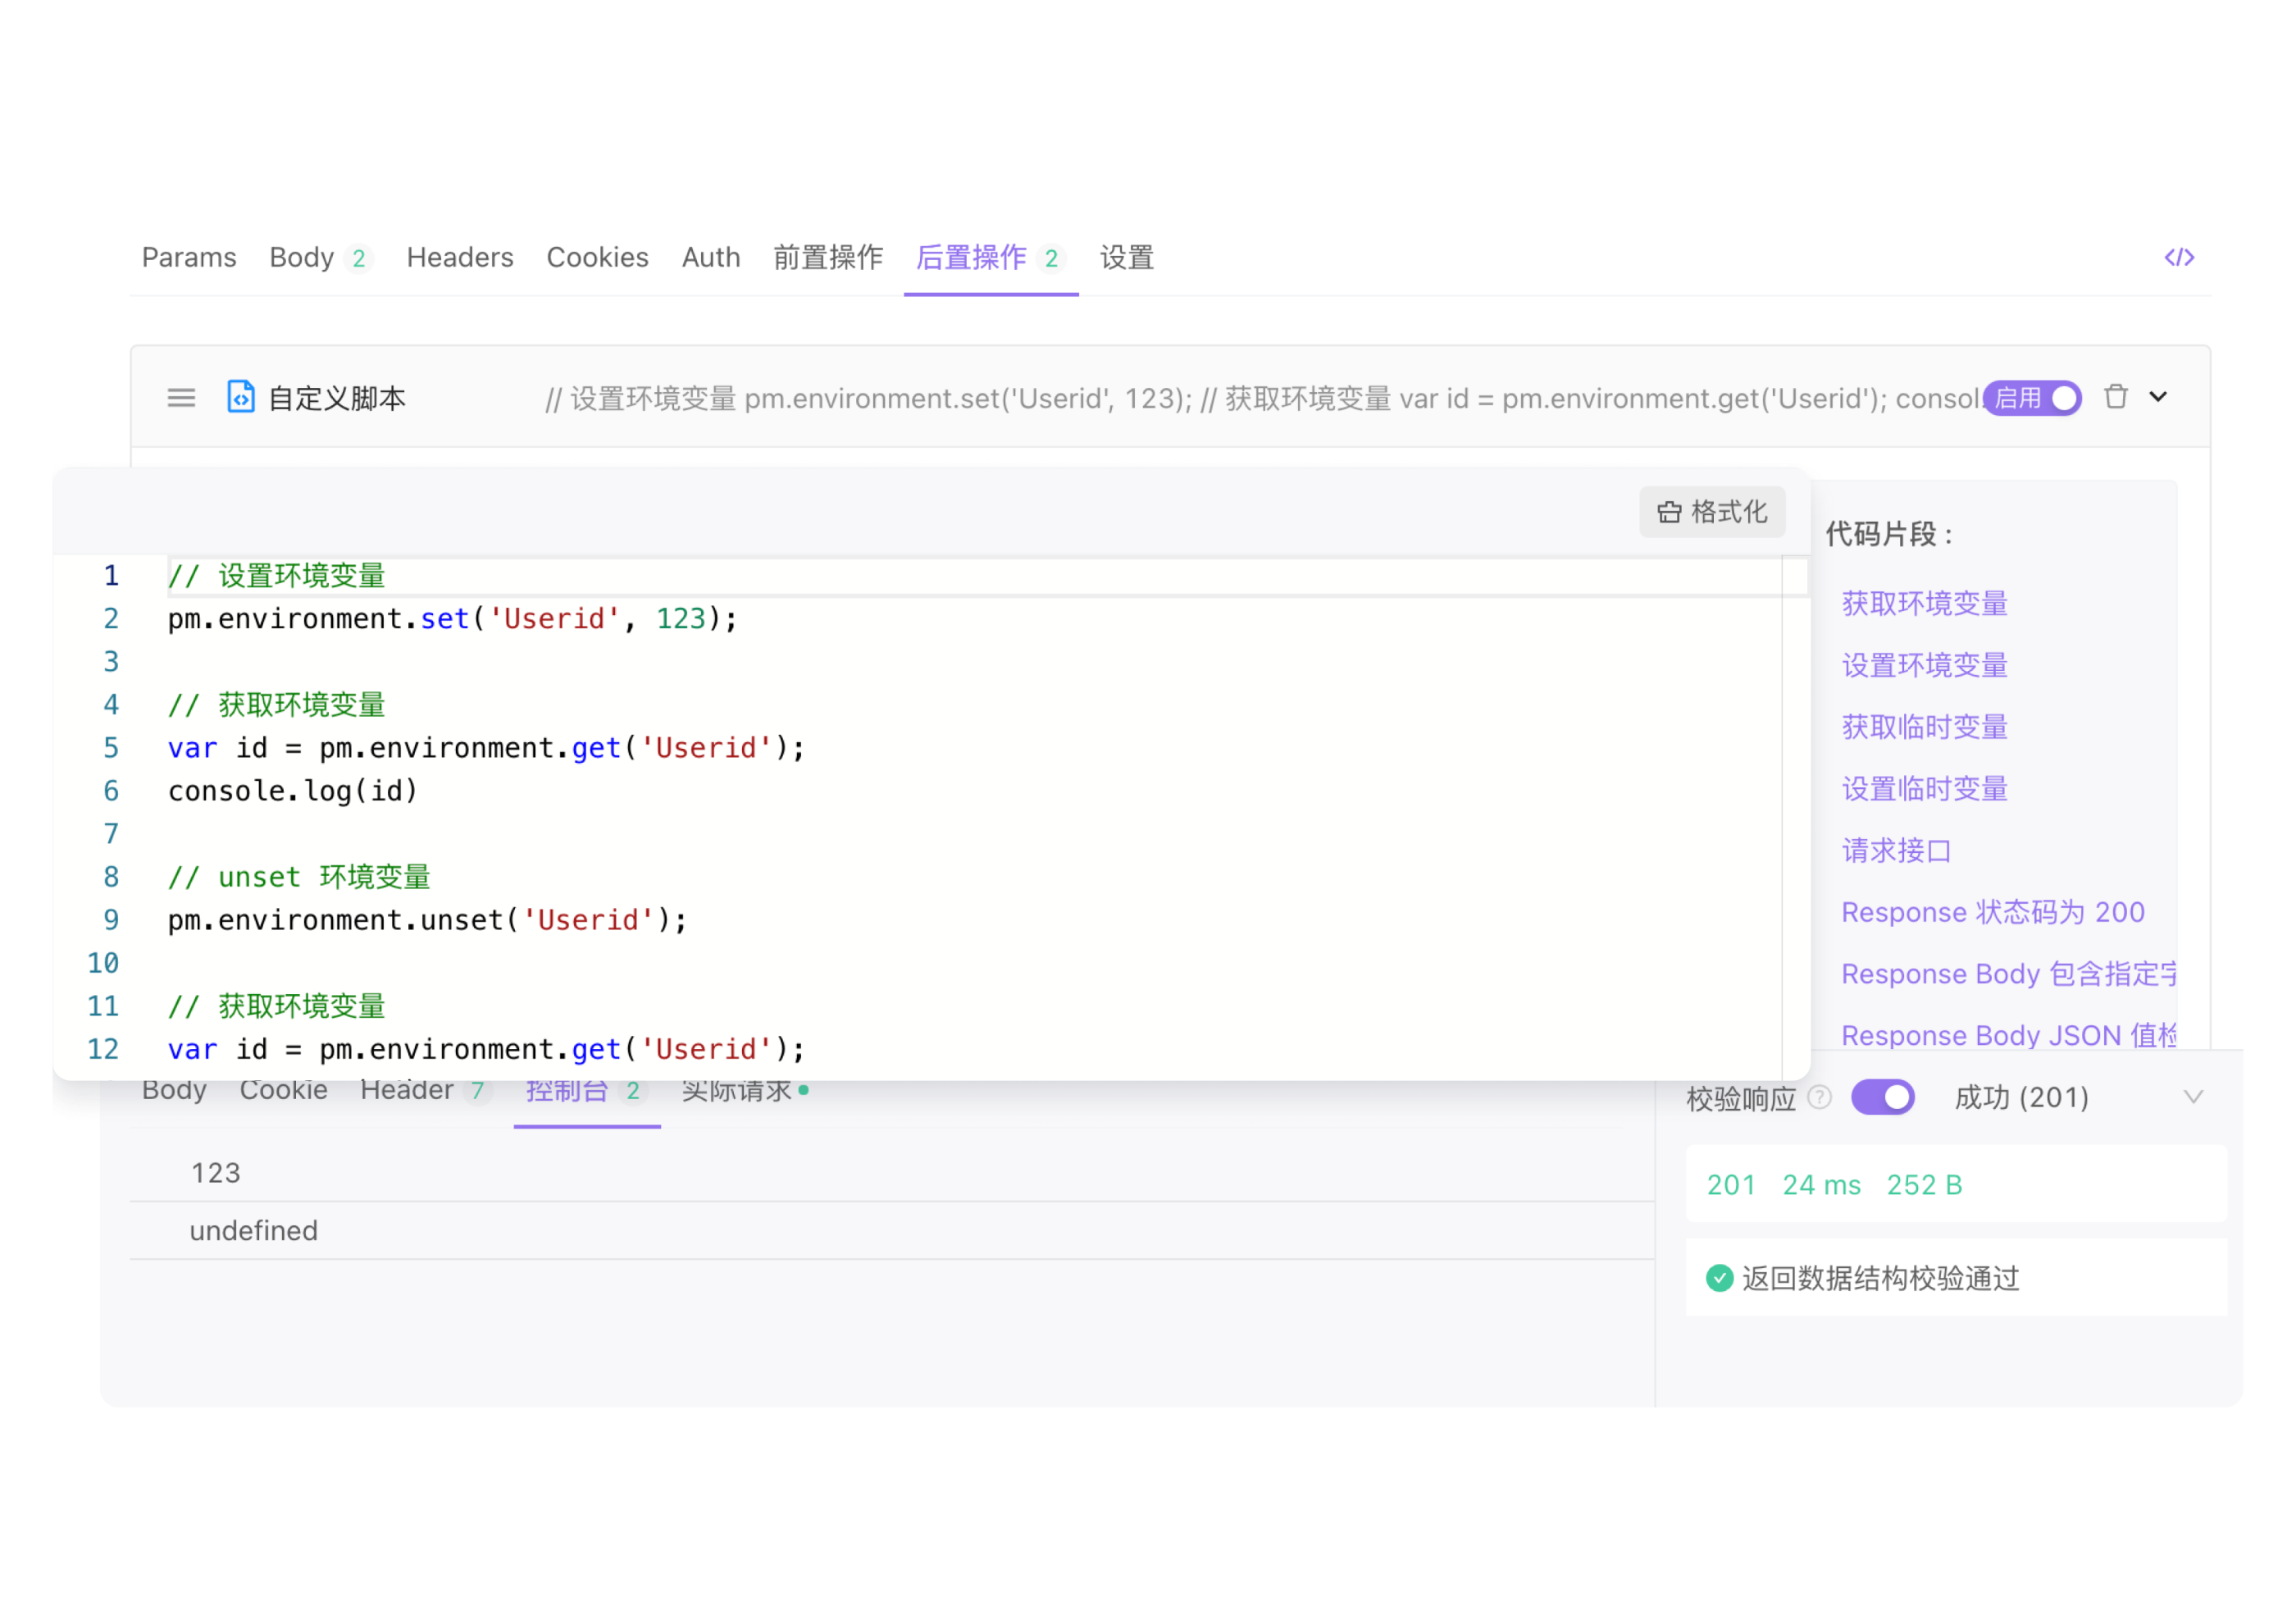 Params Body 2 Headers Cookies Auth 前置操作 后置操作 2 设置 </>
自定义脚本 // 设置环境变量 pm.environment.set('Userid', 123); // 获取环境变量 var id = pm.environment.get('Userid'); consol 启用
格式化
1 // 设置环境变量
2 pm.environment.set('Userid', 123);
3
4 // 获取环境变量
5 var id = pm.environment.get('Userid');
6 console.log(id)
7
8 // unset 环境变量
9 pm.environment.unset('Userid');
10
11 // 获取环境变量
12 var id = pm.environment.get('Userid');
代码片段：
获取环境变量
设置环境变量
获取临时变量
设置临时变量
请求接口
Response 状态码为 200
Response Body 包含指定字
Response Body JSON 值检
Body Cookie Header 7 控制台 2 实际请求
123
undefined
校验响应 ? 成功 (201)
201 24 ms 252 B
返回数据结构校验通过